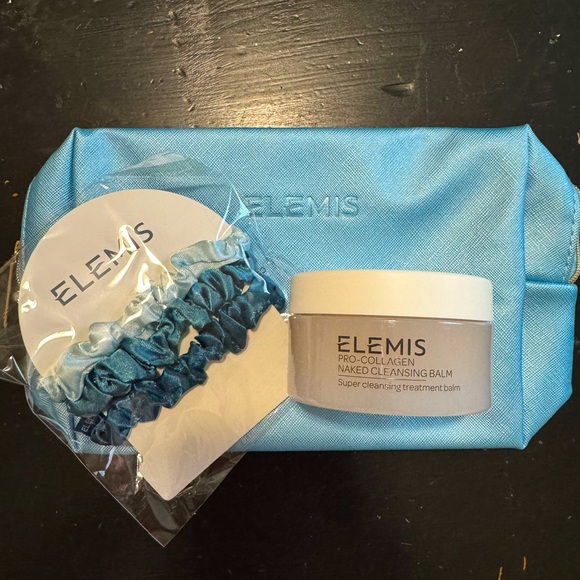 ELEMIS
ELEMIS
ELEMIS
PRO-COLLAGEN
NAKED CLEANSING BALM
Super cleansing treatment balm